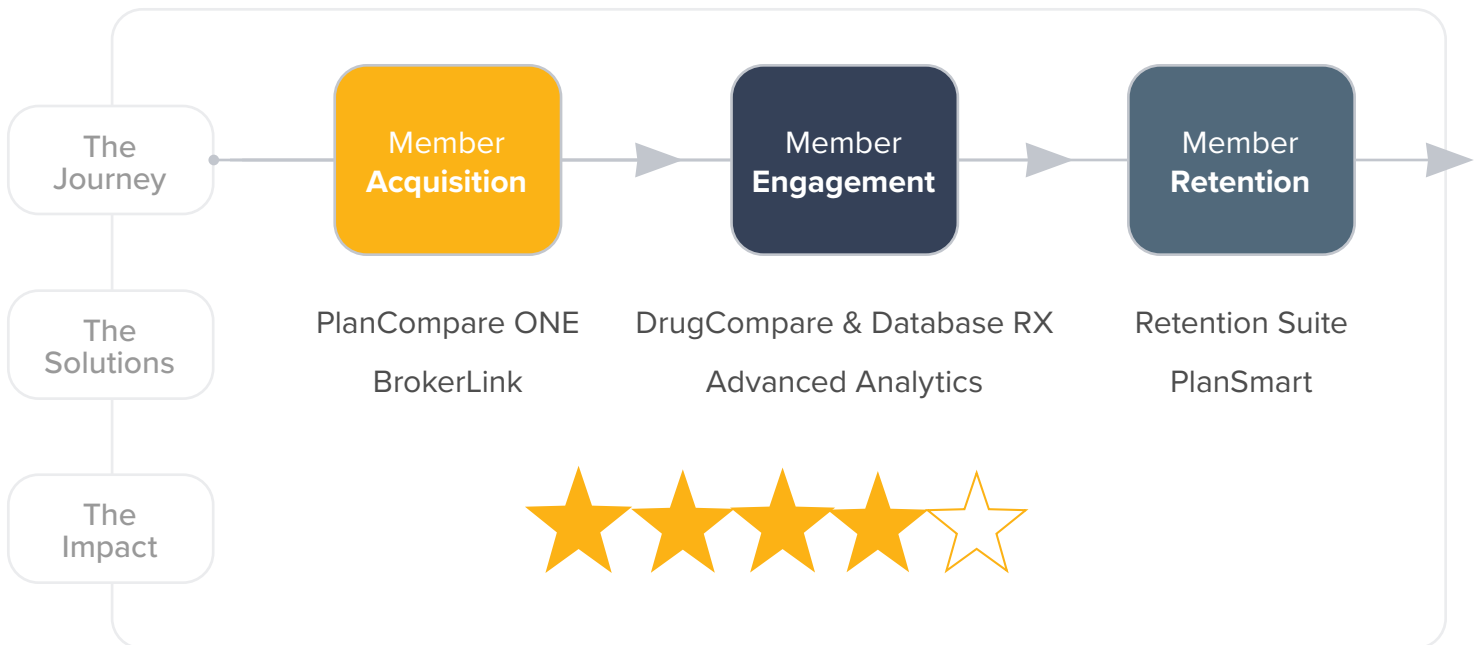 The
Journey
Member
Acquisition
Member
Engagement
Member
Retention
The
Solutions
PlanCompare ONE
DrugCompare & Database RX
Retention Suite
BrokerLink
Advanced Analytics
PlanSmart
The
Impact